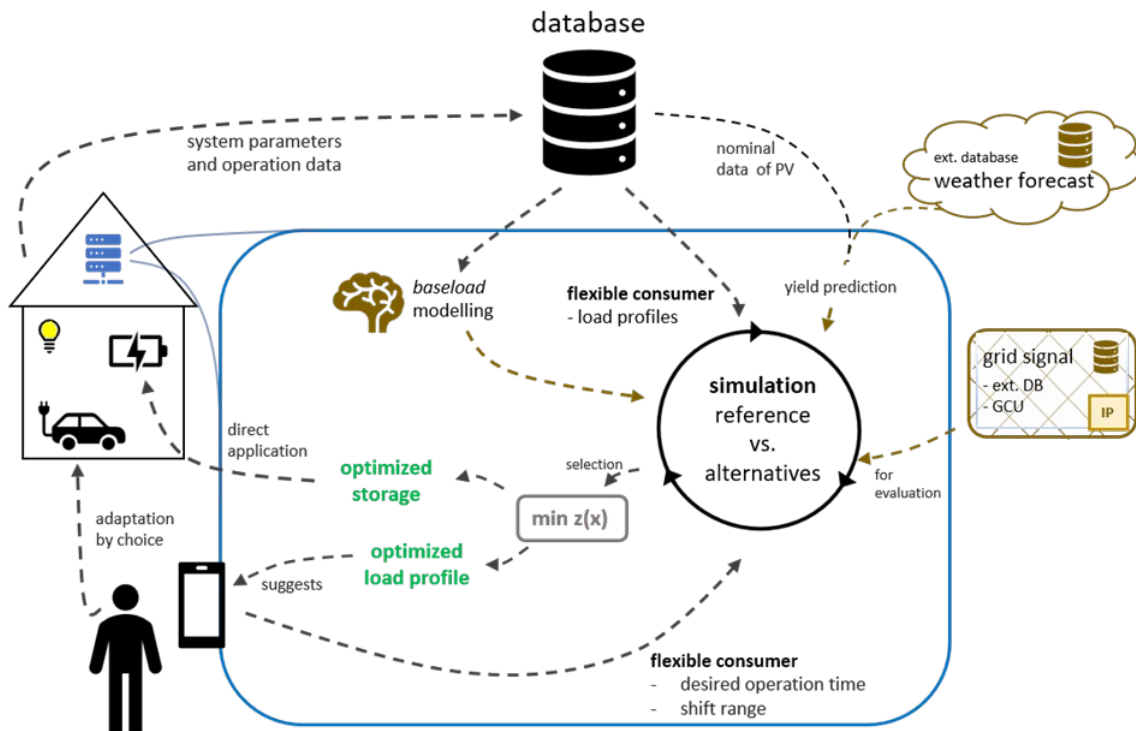 database
system parameters
and operation data
nominal
data of PV
ext. database
weather forecast
baseload
modelling
flexible consumer
- load profiles
yield prediction
grid signal
- ext. DB
- GCU
IP
simulation
reference
vs.
alternatives
direct
application
optimized
storage
selection
min z(x)
for
evaluation
adaptation
by choice
optimized
load profile
suggests
flexible consumer
- desired operation time
- shift range